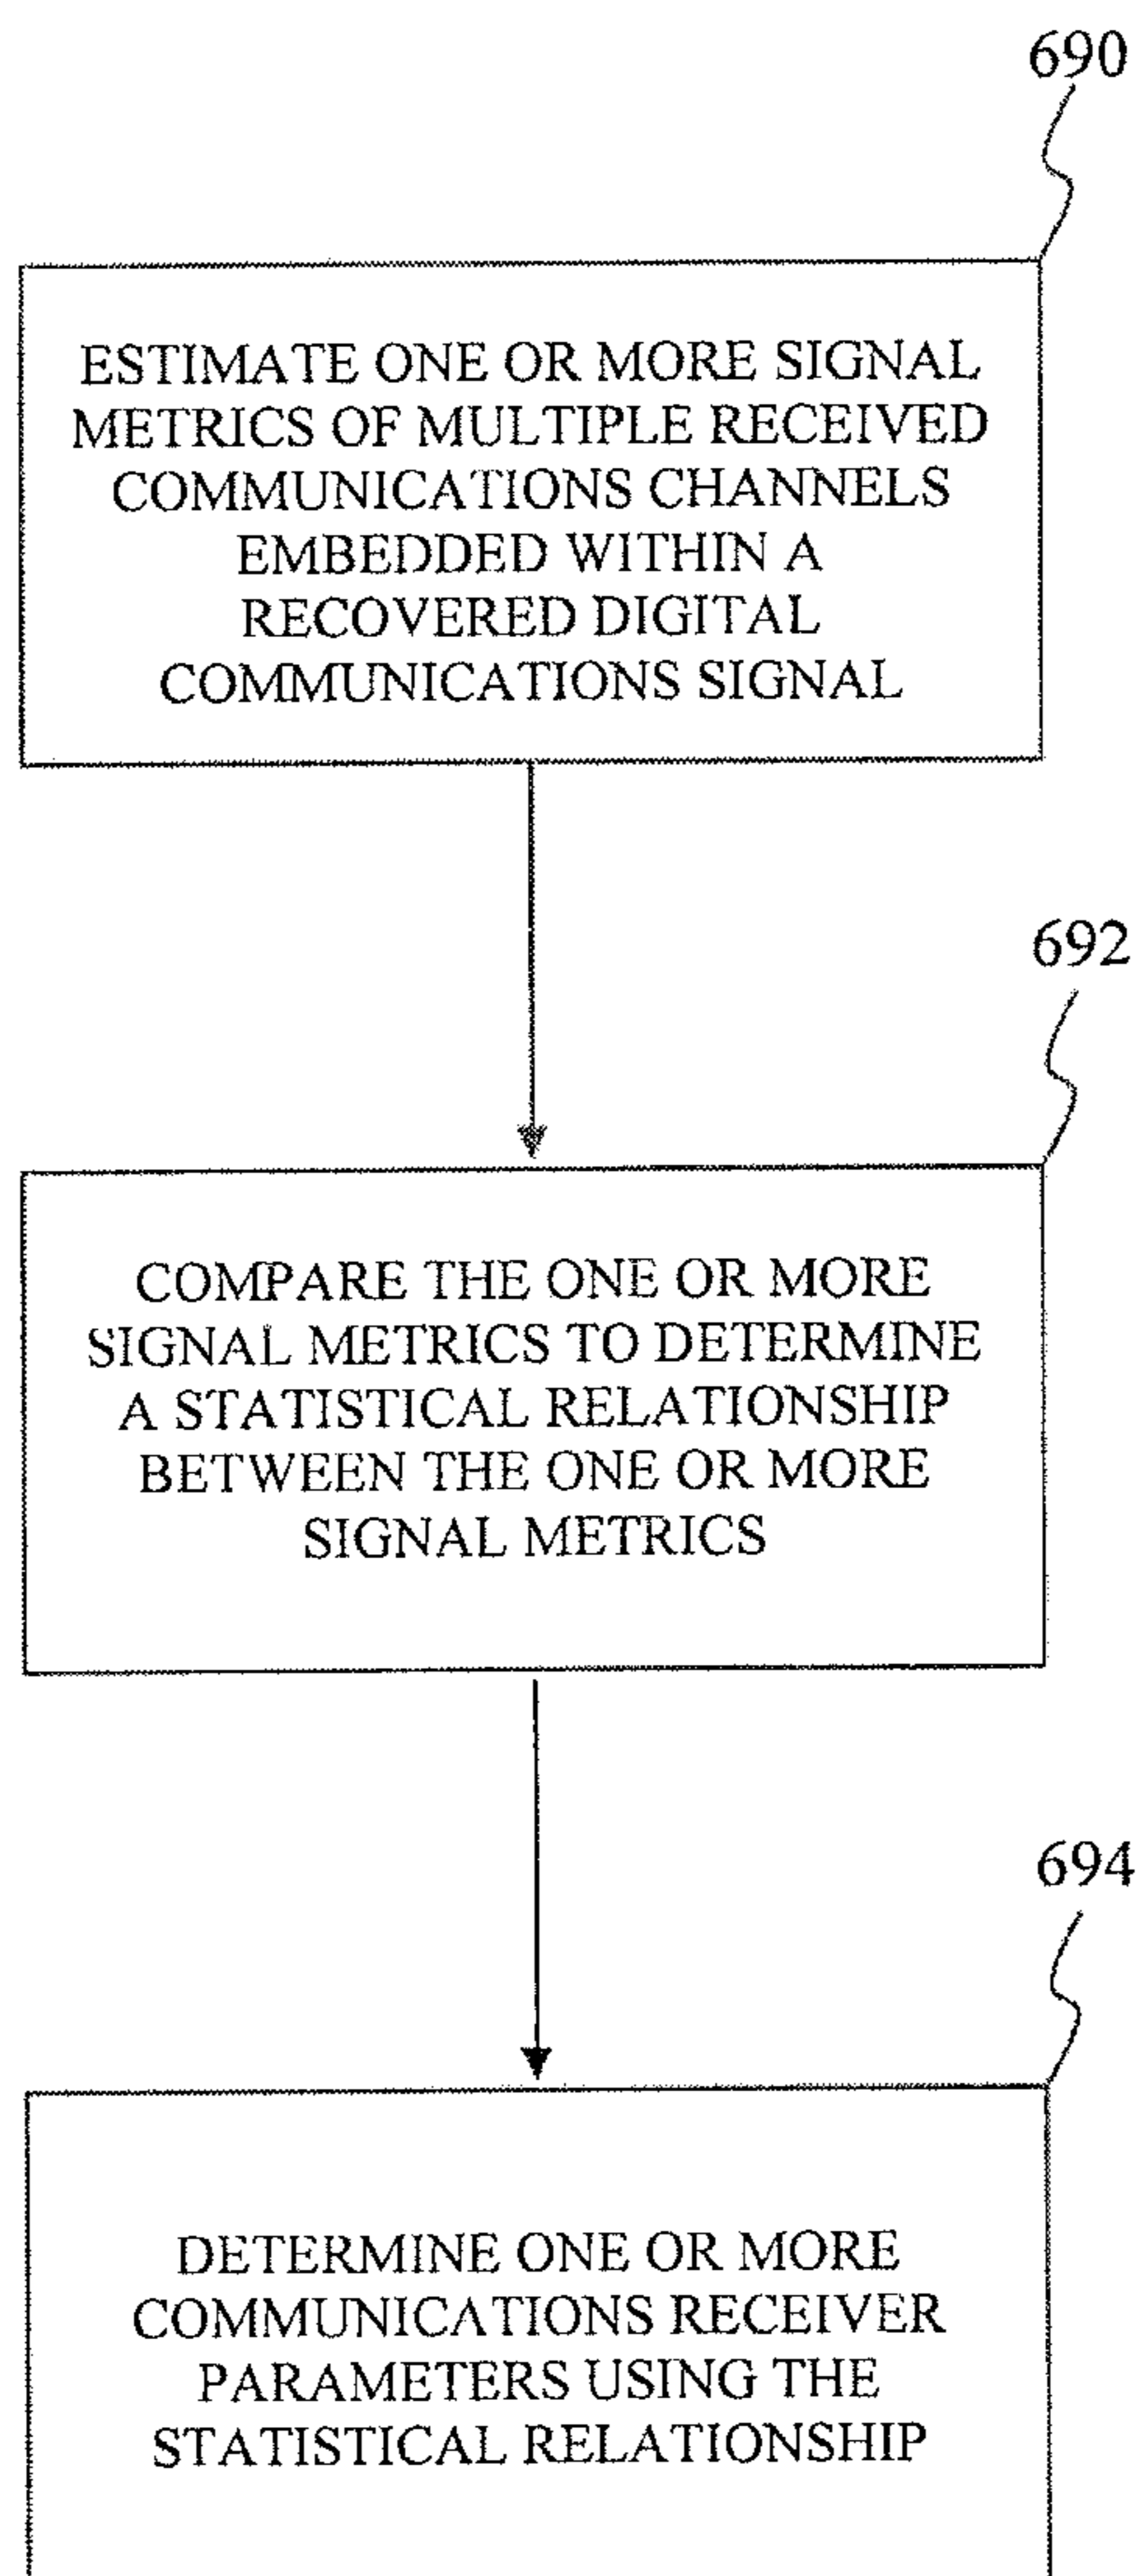 690
ESTIMATE ONE OR MORE SIGNAL
METRICS OF MULTIPLE RECEIVED
COMMUNICATIONS CHANNELS
EMBEDDED WITHIN A
RECOVERED DIGITAL
COMMUNICATIONS SIGNAL
692
COMPARE THE ONE OR MORE
SIGNAL METRICS TO DETERMINE
A STATISTICAL RELATIONSHIP
BETWEEN THE ONE OR MORE
SIGNAL METRICS
694
DETERMINE ONE OR MORE
COMMUNICATIONS RECEIVER
PARAMETERS USING THE
STATISTICAL RELATIONSHIP